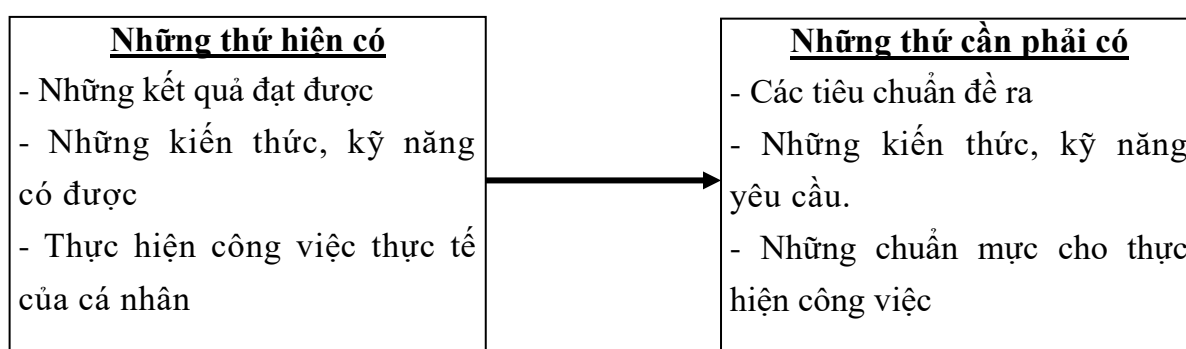 Những thứ hiện có
- Những kết quả đạt được
- Những kiến thức, kỹ năng
có được
- Thực hiện công việc thực tế
của cá nhân
Những thứ cần phải có
- Các tiêu chuẩn đề ra
- Những kiến thức, kỹ năng
yêu cầu.
- Những chuẩn mực cho thực
hiện công việc